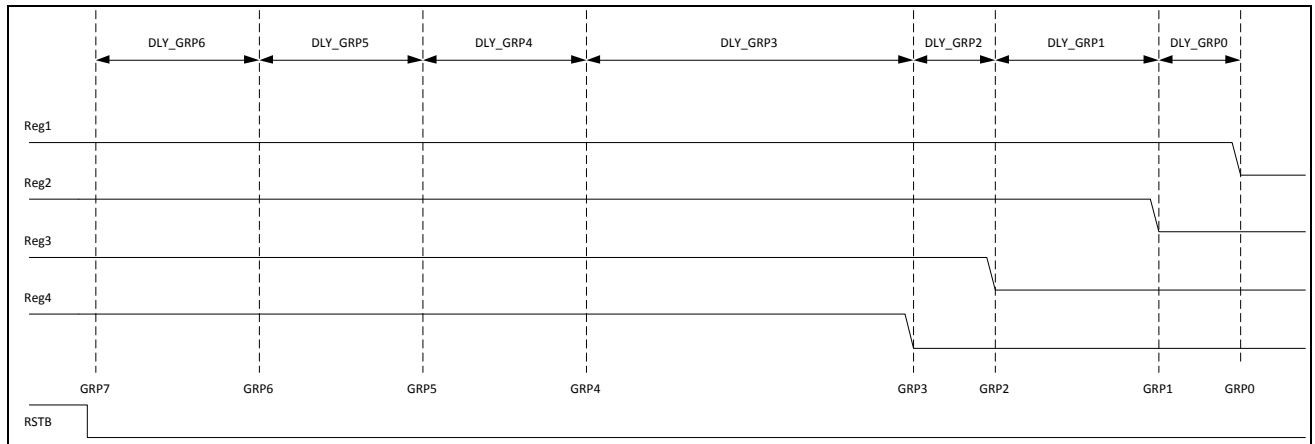 DLY_GRP6 DLY_GRP5 DLY_GRP4 DLY_GRP3 DLY_GRP2 DLY_GRP1 DLY_GRP0
Reg1
Reg2
Reg3
Reg4
GRP7 GRP6 GRP5 GRP4 GRP3 GRP2 GRP1 GRP0
RSTB